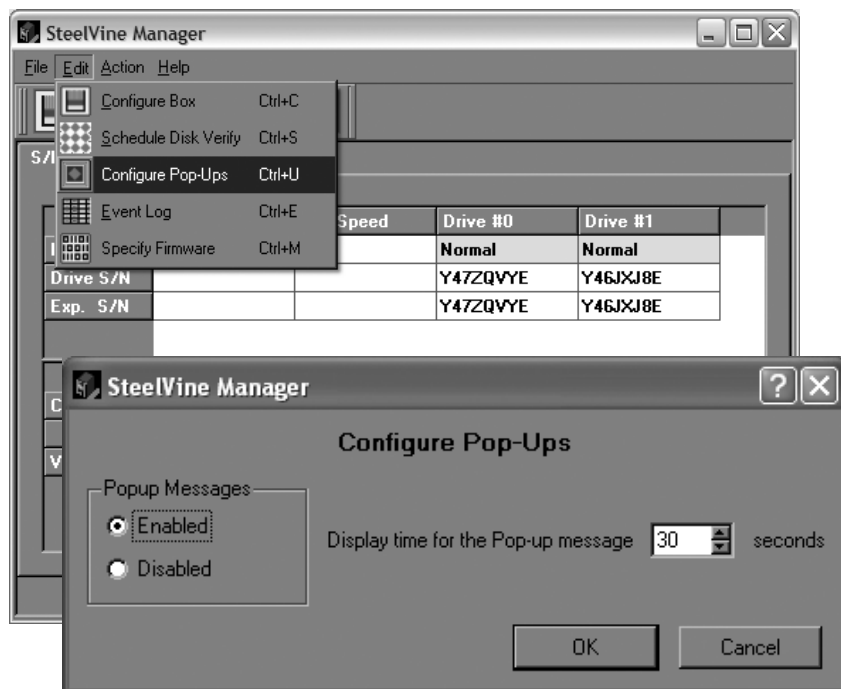 SteelVine Manager
File Edit Action Help
Configure Box Ctrl+C
Schedule Disk Verify Ctrl+S
Configure Pop-Ups Ctrl+U
Event Log Ctrl+E
Specify Firmware Ctrl+M
Speed Drive #0 Drive #1
Normal Normal
Drive S/N Y47ZQVYE Y46JXJ8E
Exp. S/N Y47ZQVYE Y46JXJ8E
SteelVine Manager
Configure Pop-Ups
Popup Messages
Enabled
Disabled
Display time for the Pop-up message 30 seconds
OK Cancel